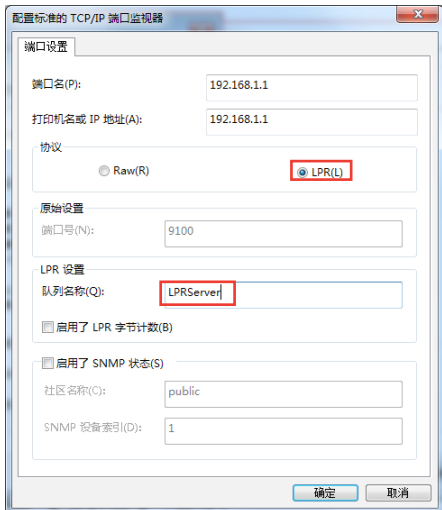 配置标准的 TCP/IP 端口监视器
端口设置
端口名(P): 192.168.1.1
打印机名或 IP 地址(A): 192.168.1.1
协议
Raw(R) LPR(L)
原始设置
端口号(N): 9100
LPR 设置
队列名称(Q): LPRServer
启用了 LPR 字节计数(B)
启用了 SNMP 状态(S)
社区名称(C): public
SNMP 设备索引(D): 1
确定 取消